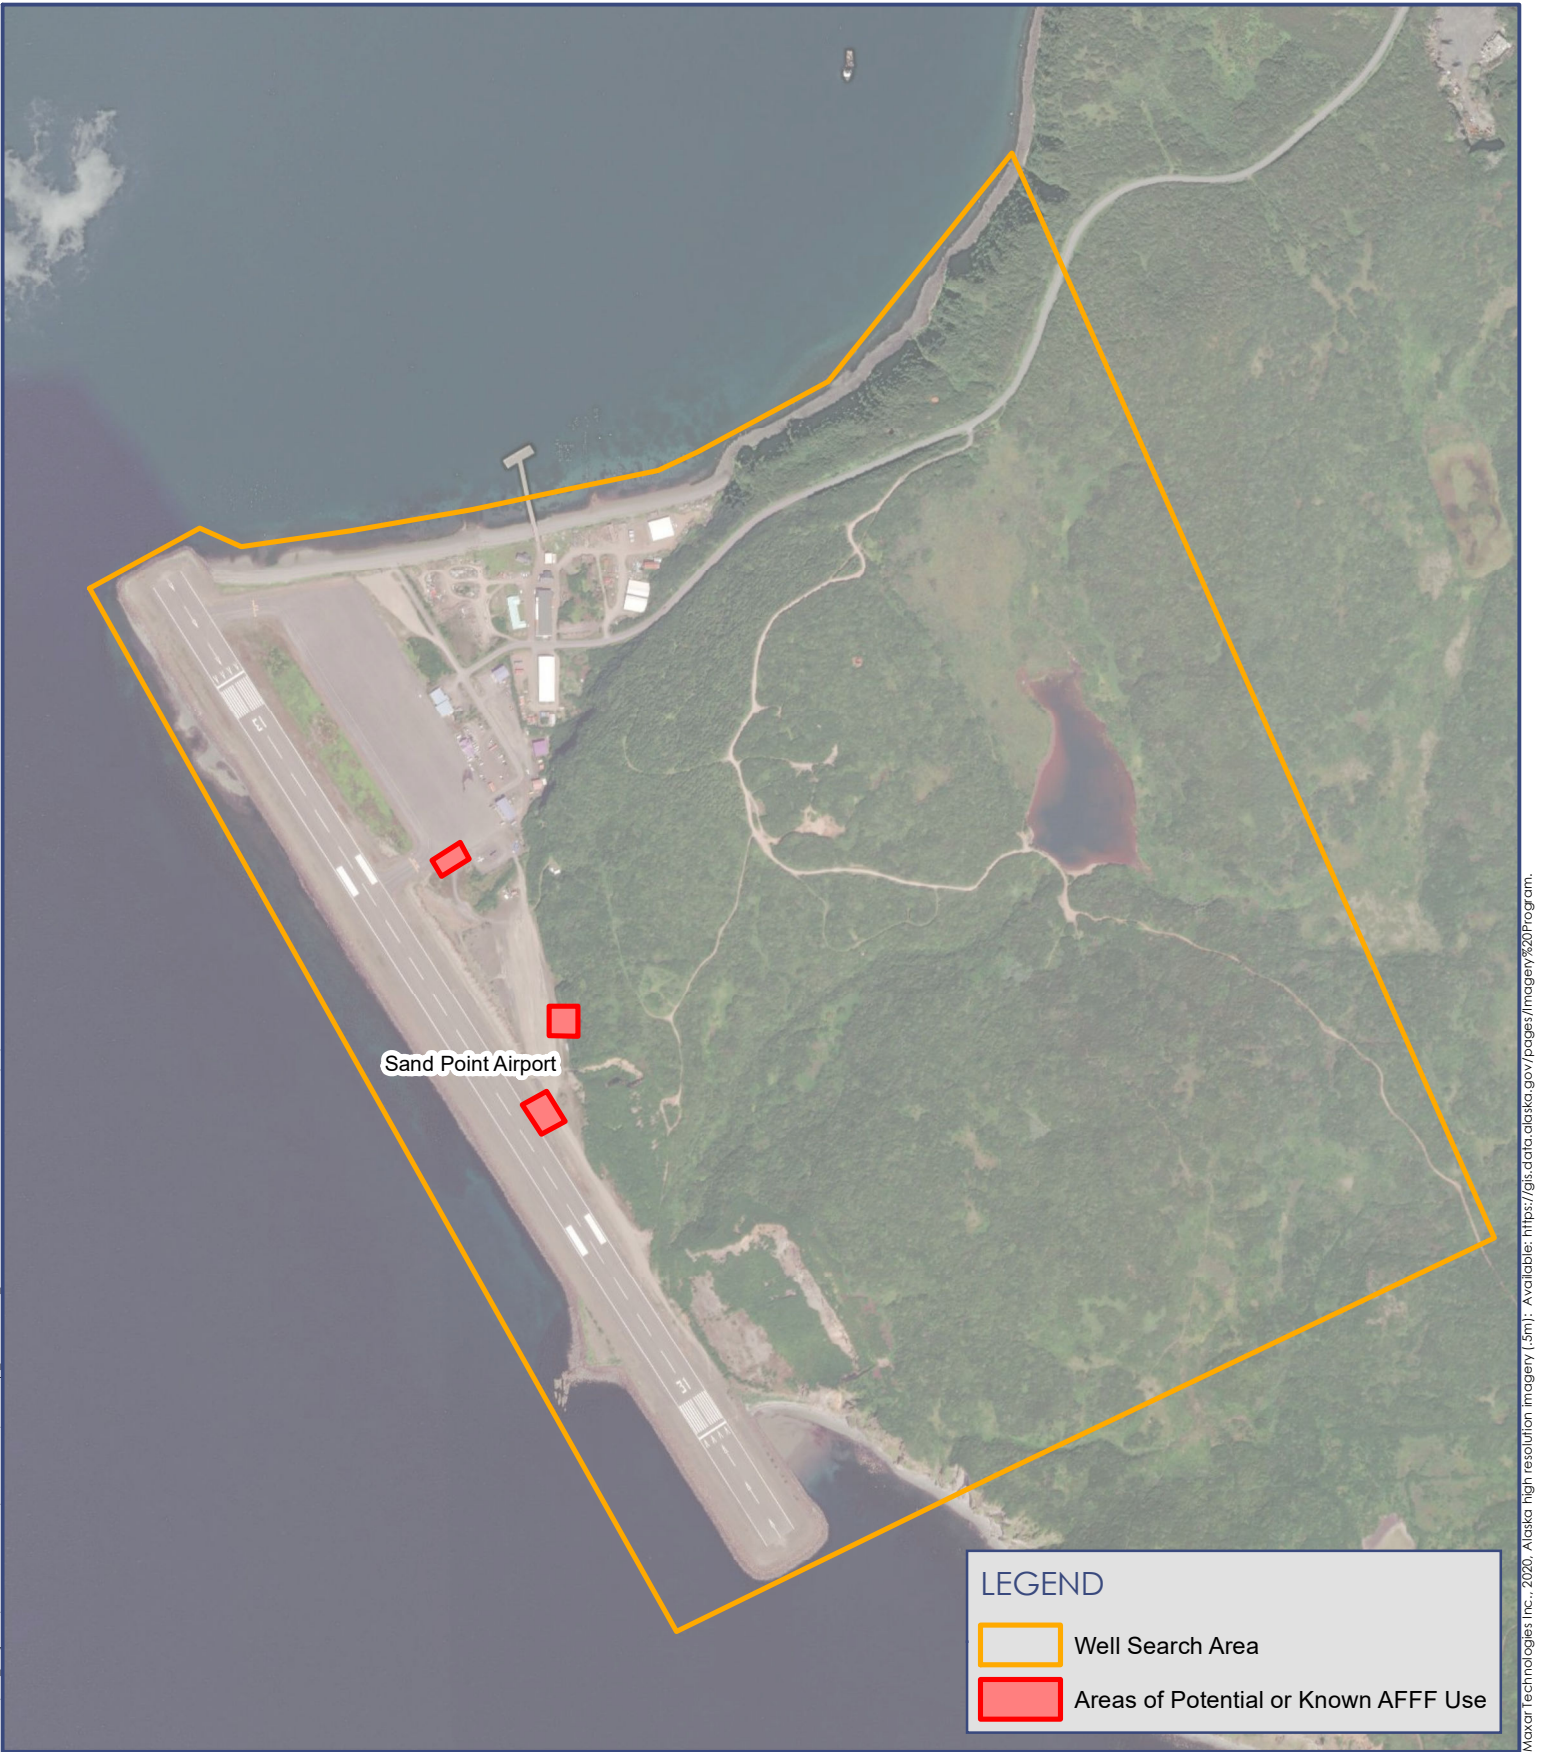 Sand Point Airport
LEGEND
Well Search Area
Areas of Potential or Known AFFF Use
Maxar Technologies Inc., 2020, Alaska high resolution imagery (.5m): Available: https://gis.data.alaska.gov/pages/imagery%20Program.